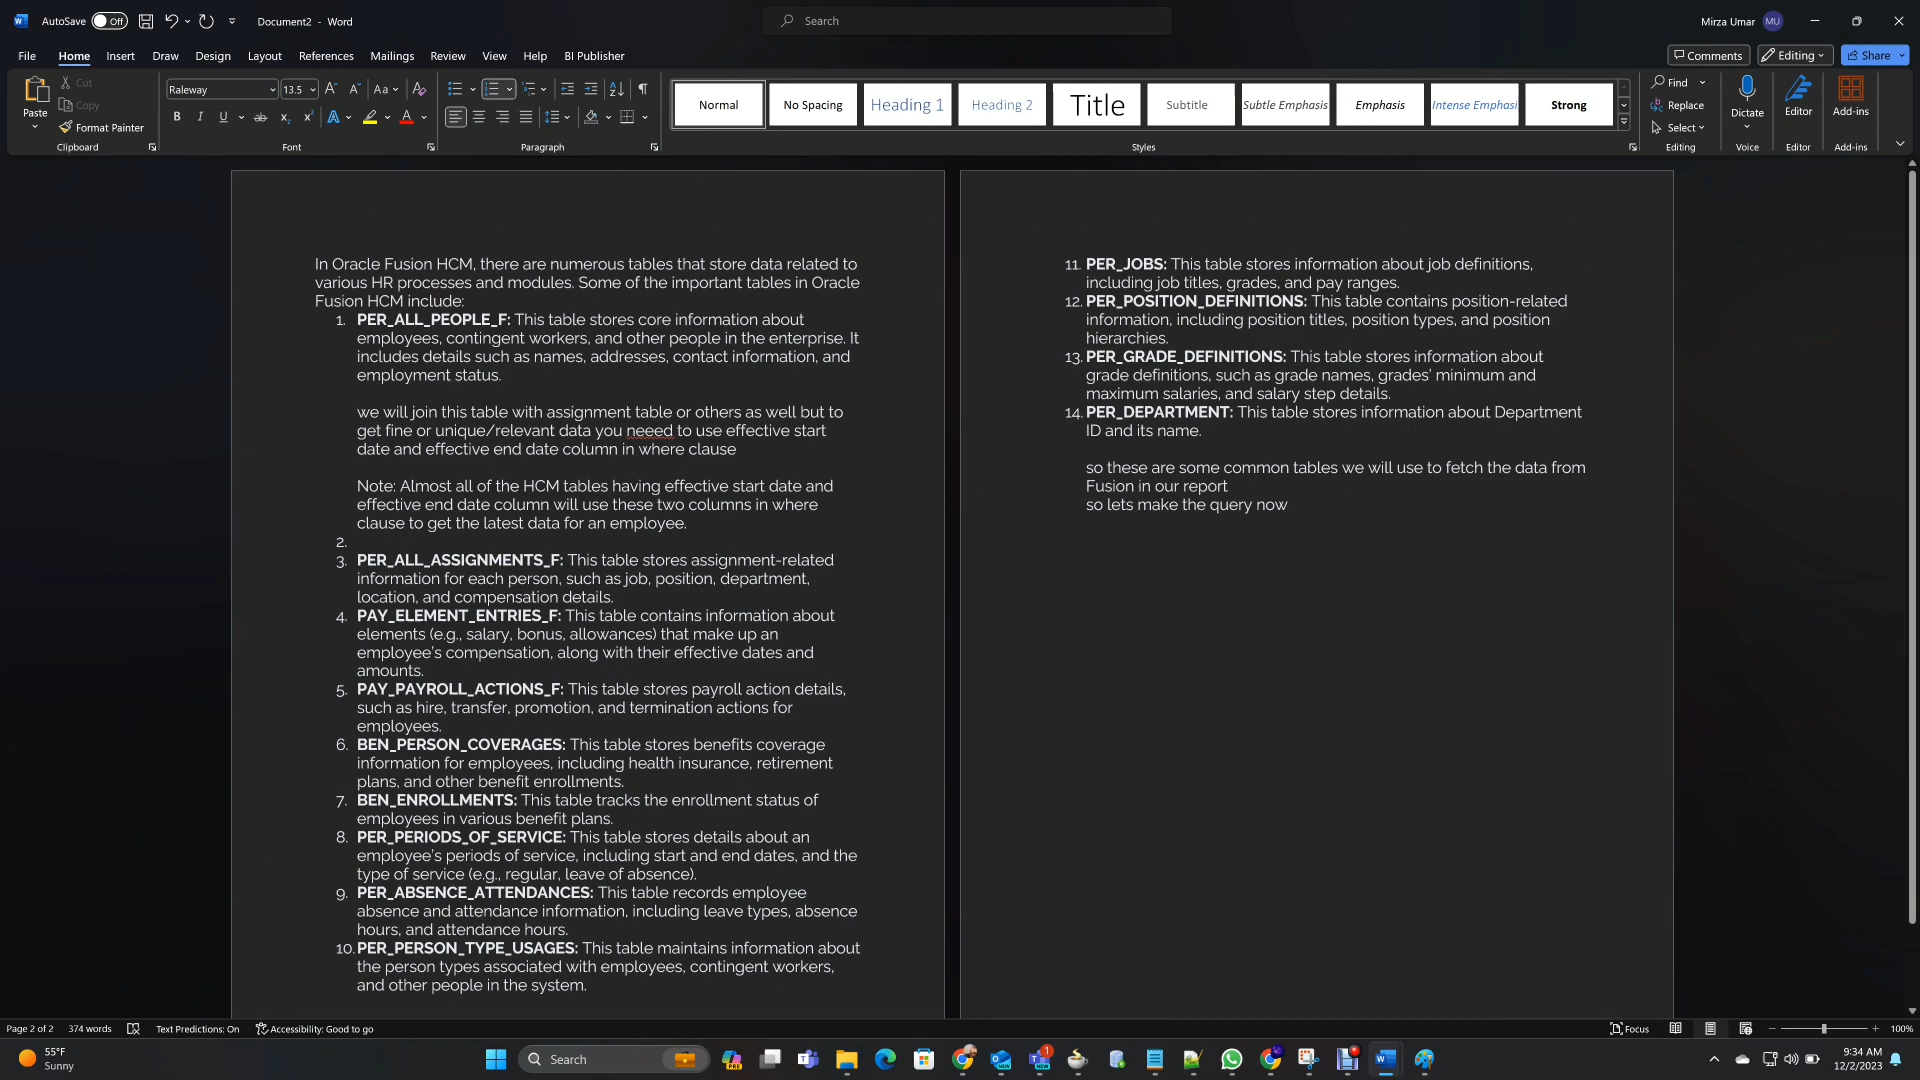 AutoSave Off Document2 - Word Search Mirza Umar MU
File Home Insert Draw Design Layout References Mailings Review View Help BI Publisher Comments Editing Share
Paste Cut Copy Format Painter Clipboard
Raleway 13.5 Font
Paragraph
Normal No Spacing Heading 1 Heading 2 Title Subtitle Subtle Emphasis Emphasis Intense Emphasi Strong Styles
Find Replace Select Editing
Dictate Voice
Editor Editor
Add-ins Add-ins
In Oracle Fusion HCM, there are numerous tables that store data related to
various HR processes and modules. Some of the important tables in Oracle
Fusion HCM include:
1. PER_ALL_PEOPLE_F: This table stores core information about
employees, contingent workers, and other people in the enterprise. It
includes details such as names, addresses, contact information, and
employment status.
we will join this table with assignment table or others as well but to
get fine or unique/relevant data you neeed to use effective start
date and effective end date column in where clause
Note: Almost all of the HCM tables having effective start date and
effective end date column will use these two columns in where
clause to get the latest data for an employee.
2.
3. PER_ALL_ASSIGNMENTS_F: This table stores assignment-related
information for each person, such as job, position, department,
location, and compensation details.
4. PAY_ELEMENT_ENTRIES_F: This table contains information about
elements (e.g., salary, bonus, allowances) that make up an
employee's compensation, along with their effective dates and
amounts.
5. PAY_PAYROLL_ACTIONS_F: This table stores payroll action details,
such as hire, transfer, promotion, and termination actions for
employees.
6. BEN_PERSON_COVERAGES: This table stores benefits coverage
information for employees, including health insurance, retirement
plans, and other benefit enrollments.
7. BEN_ENROLLMENTS: This table tracks the enrollment status of
employees in various benefit plans.
8. PER_PERIODS_OF_SERVICE: This table stores details about an
employee's periods of service, including start and end dates, and the
type of service (e.g., regular, leave of absence).
9. PER_ABSENCE_ATTENDANCES: This table records employee
absence and attendance information, including leave types, absence
hours, and attendance hours.
10. PER_PERSON_TYPE_USAGES: This table maintains information about
the person types associated with employees, contingent workers,
and other people in the system.
11. PER_JOBS: This table stores information about job definitions,
including job titles, grades, and pay ranges.
12. PER_POSITION_DEFINITIONS: This table contains position-related
information, including position titles, position types, and position
hierarchies.
13. PER_GRADE_DEFINITIONS: This table stores information about
grade definitions, such as grade names, grades' minimum and
maximum salaries, and salary step details.
14. PER_DEPARTMENT: This table stores information about Department
ID and its name.
so these are some common tables we will use to fetch the data from
Fusion in our report
so lets make the query now
Page 2 of 2 374 words Text Predictions: On Accessibility: Good to go Focus 100%
55°F
Sunny
Search
9:34 AM
12/2/2023